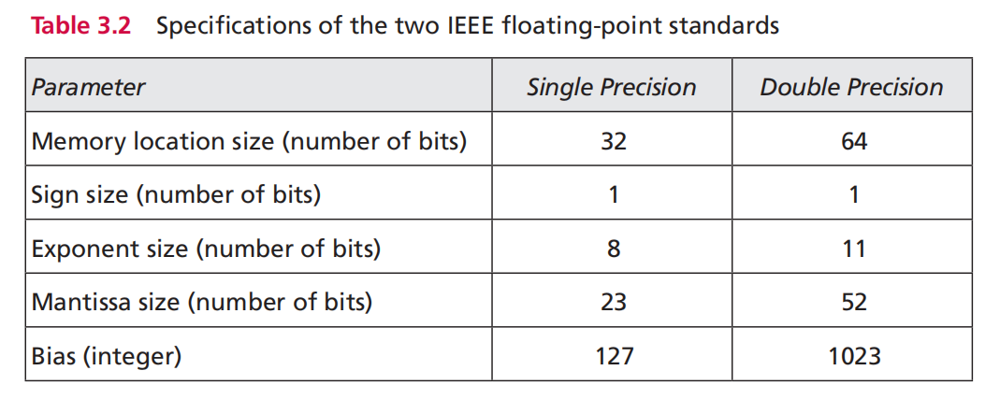 Table 3.2 Specifications of the two IEEE floating-point standards
Parameter Single Precision Double Precision
Memory location size (number of bits) 32 64
Sign size (number of bits) 1 1
Exponent size (number of bits) 8 11
Mantissa size (number of bits) 23 52
Bias (integer) 127 1023